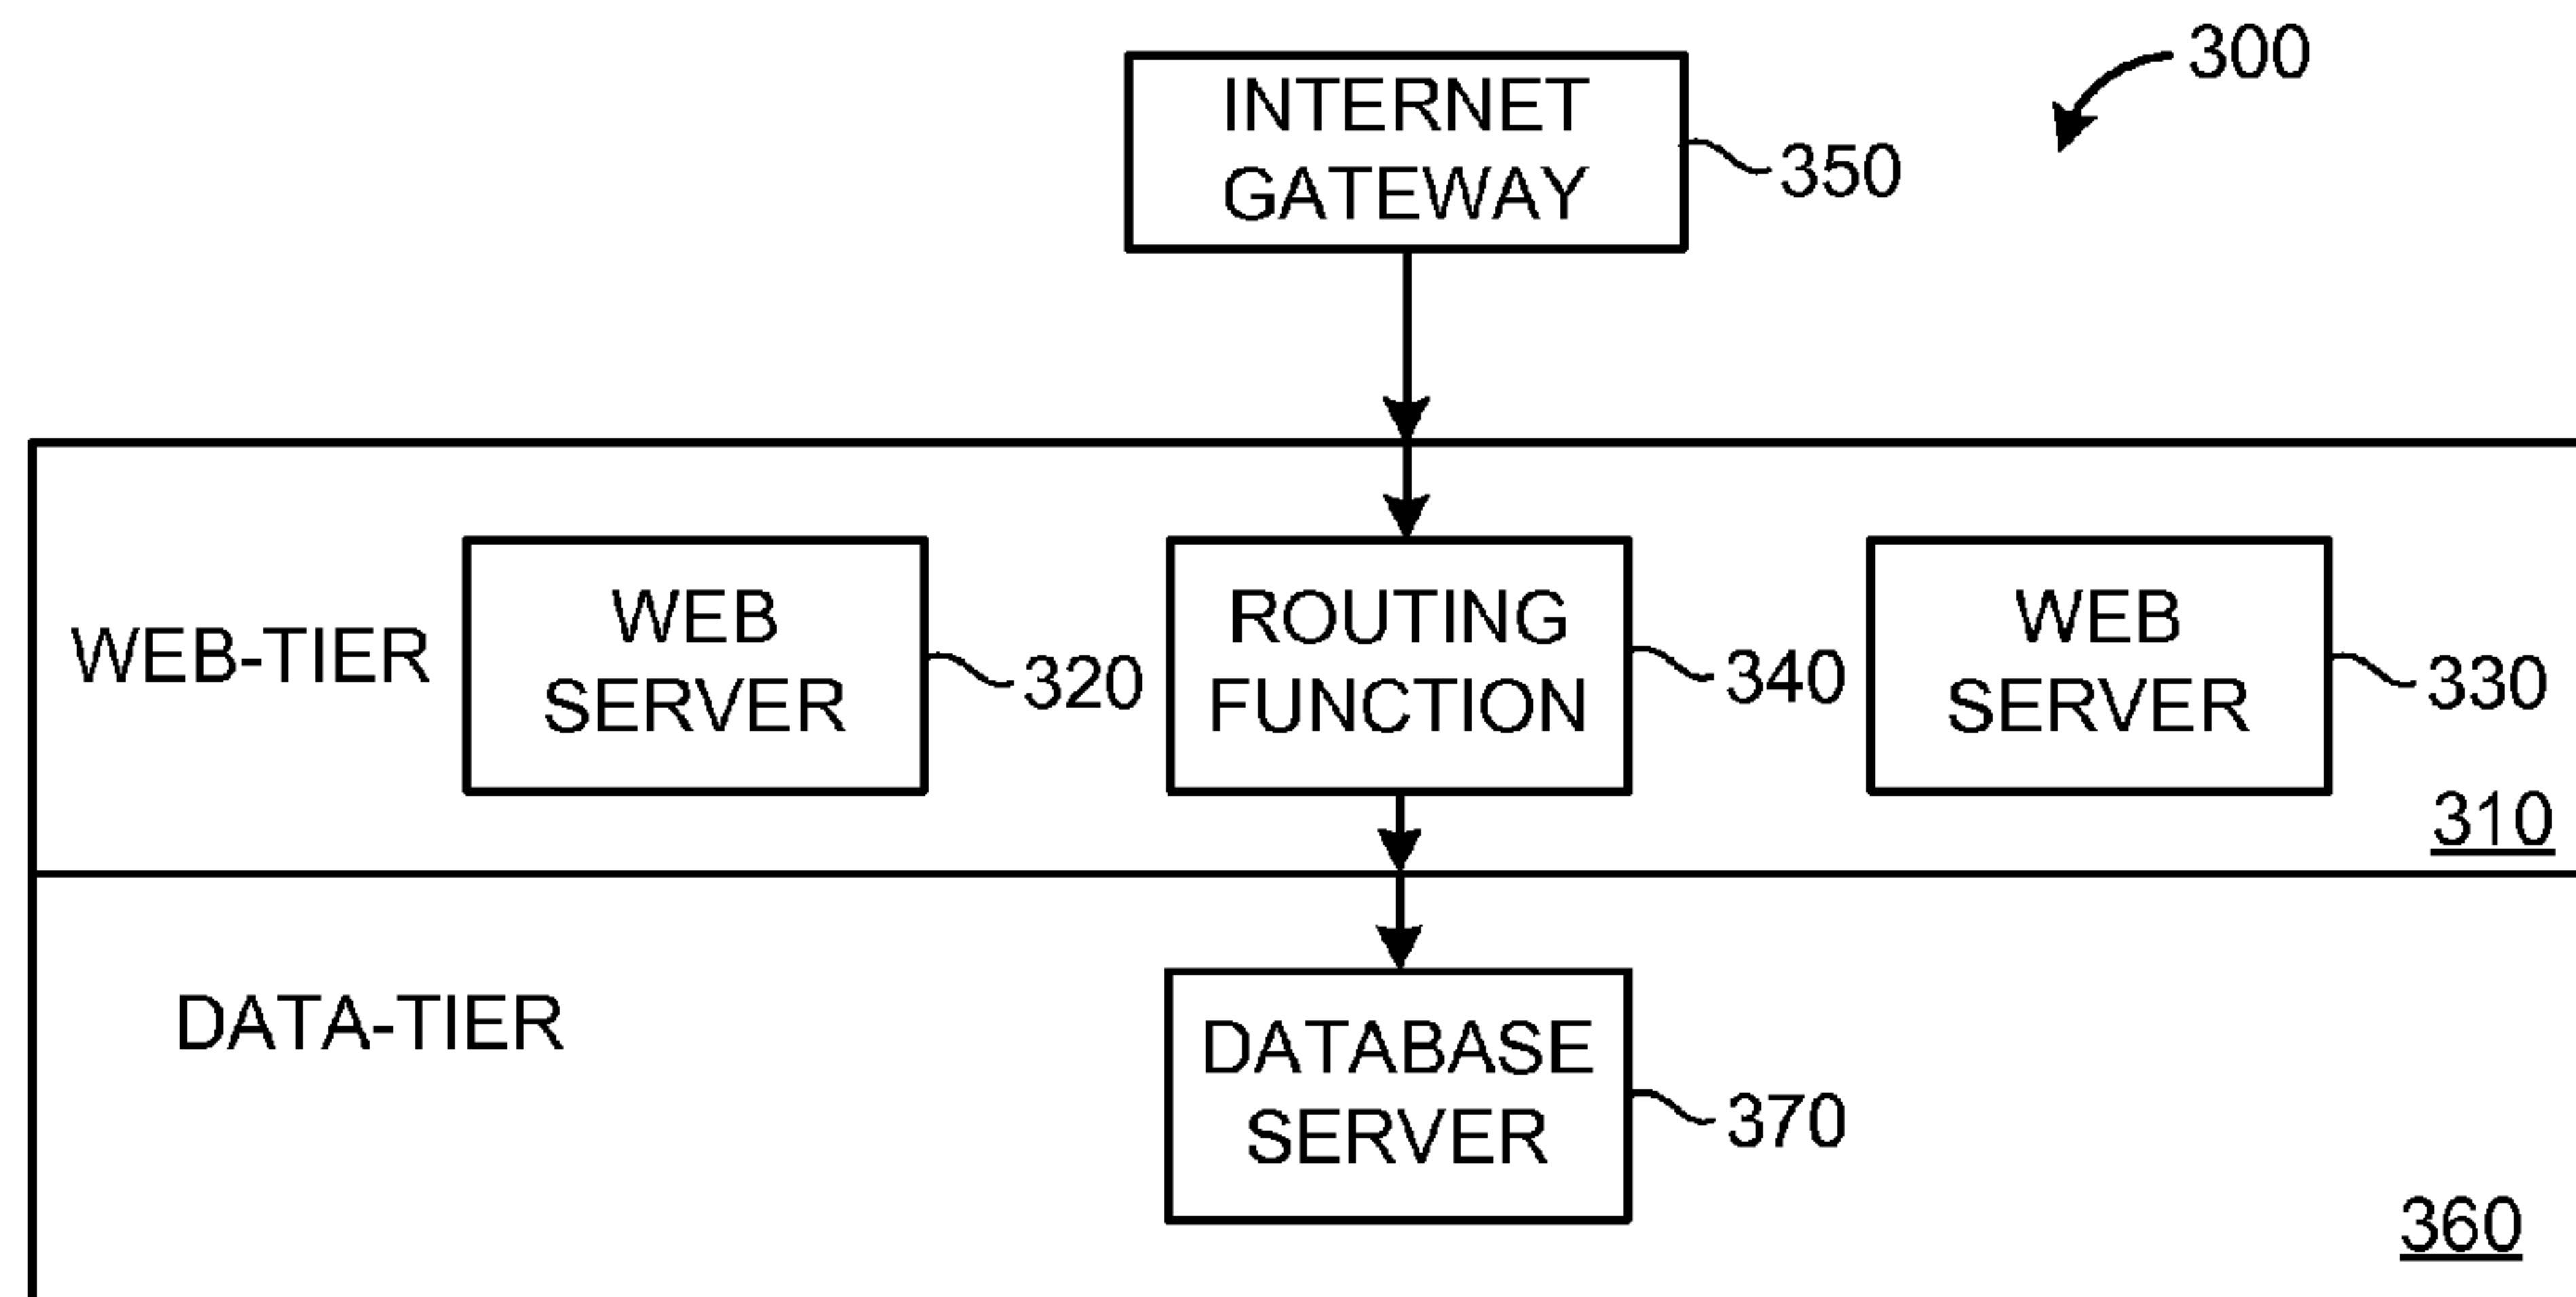 300
INTERNET
GATEWAY
350
WEB-TIER
WEB
SERVER
320
ROUTING
FUNCTION
340
WEB
SERVER
330
310
DATA-TIER
DATABASE
SERVER
370
360